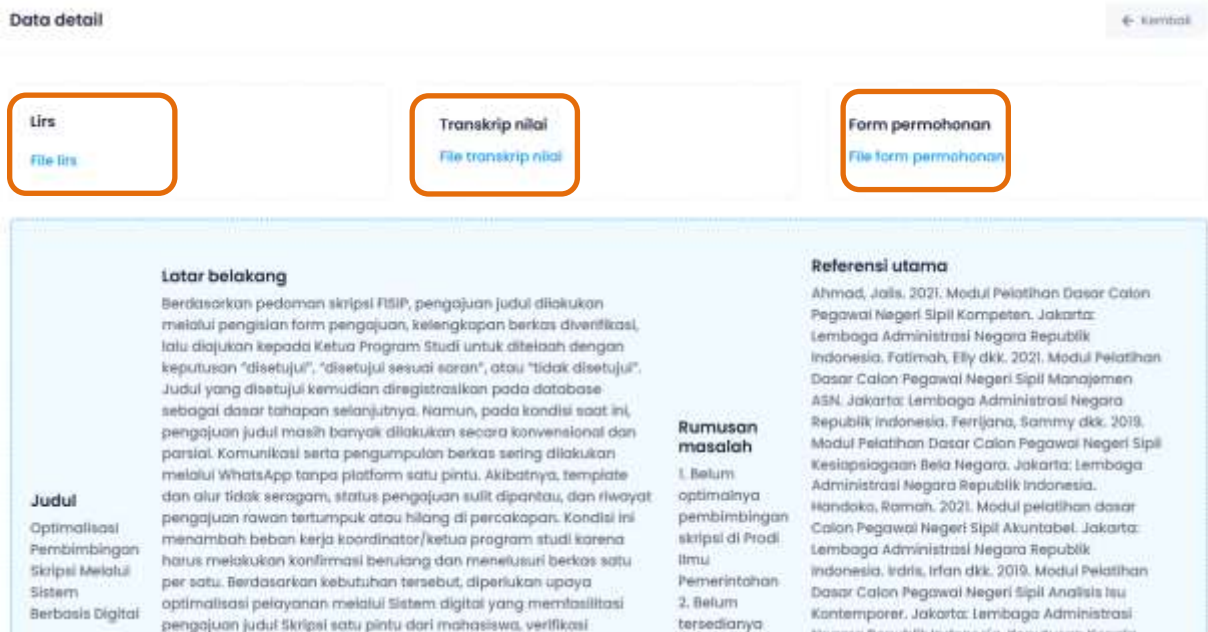 Data detail
← Kembali
Lirs
File lirs
Transkrip nilai
File transkrip nilai
Form permohonan
File form permohonan
Judul
Optimalisasi
Pembimbingan
Skripsi Melalui
Sistem
Berbasis Digital
Latar belakang
Berdasarkan pedoman skripsi FISIP, pengajuan judul dilakukan
melalui pengisian form pengajuan, kelengkapan berkas diverifikasi,
lalu diajukan kepada Ketua Program Studi untuk ditelaah dengan
keputusan "disetujui", "disetujui sesuai saran", atau "tidak disetujui".
Judul yang disetujui kemudian diregistrasikan pada database
sebagai dasar tahapan selanjutnya. Namun, pada kondisi saat ini,
pengajuan judul masih banyak dilakukan secara konvensional dan
parsial. Komunikasi serta pengumpulan berkas sering dilakukan
melalui WhatsApp tanpa platform satu pintu. Akibatnya, template
dan alur tidak seragam, status pengajuan sulit dipantau, dan riwayat
pengajuan rawan tertumpuk atau hilang di percakapan. Kondisi ini
menambah beban kerja koordinator/ketua program studi karena
harus melakukan konfirmasi berulang dan menelusuri berkas satu
per satu. Berdasarkan kebutuhan tersebut, diperlukan upaya
optimalisasi pelayanan melalui Sistem digital yang memfasilitasi
pengajuan judul Skripsi satu pintu dari mahasiswa, verifikasi
Rumusan
masalah
1. Belum
optimalnya
pembimbingan
skripsi di Prodi
Ilmu
Pemerintahan
2. Belum
tersedianya
Referensi utama
Ahmad, Jalis. 2021. Modul Pelatihan Dasar Calon
Pegawai Negeri Sipil Kompeten. Jakarta:
Lembaga Administrasi Negara Republik
Indonesia. Fatimah, Elly dkk. 2021. Modul Pelatihan
Dasar Calon Pegawai Negeri Sipil Manajemen
ASN. Jakarta: Lembaga Administrasi Negara
Republik Indonesia. Ferrijana, Sammy dkk. 2019.
Modul Pelatihan Dasar Calon Pegawai Negeri Sipil
Kesiapsiagaan Bela Negara. Jakarta: Lembaga
Administrasi Negara Republik Indonesia.
Handoko, Ramah. 2021. Modul pelatihan dasar
Calon Pegawai Negeri Sipil Akuntabel. Jakarta:
Lembaga Administrasi Negara Republik
Indonesia. Idris, Irfan dkk. 2019. Modul Pelatihan
Dasar Calon Pegawai Negeri Sipil Analisis Isu
Kontemporer. Jakarta: Lembaga Administrasi